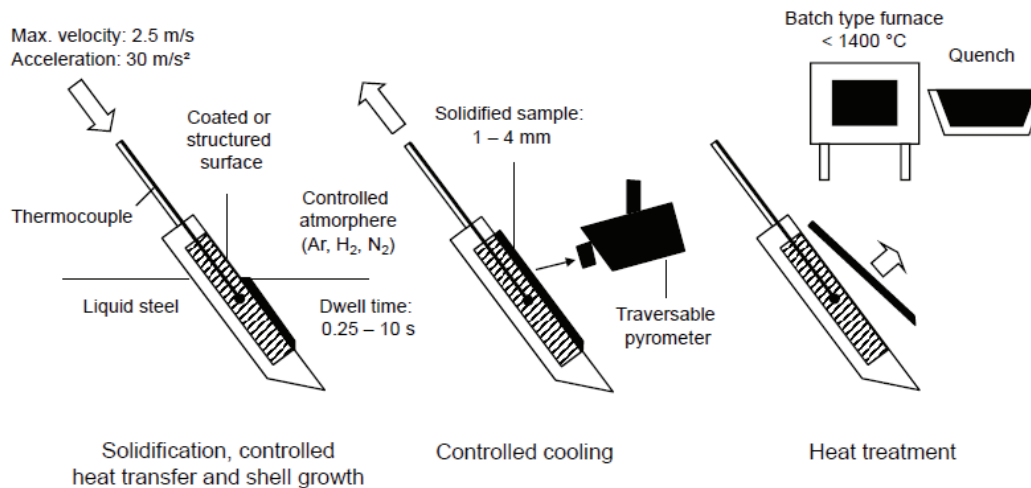 Max. velocity: 2.5 m/s
Acceleration: 30 m/s²
Coated or
structured
surface
Thermocouple
Controlled
atmorphere
(Ar, H₂, N₂)
Liquid steel
Dwell time:
0.25 – 10 s
Solidification, controlled
heat transfer and shell growth
Solidified sample:
1 – 4 mm
Traversable
pyrometer
Controlled cooling
Batch type furnace
< 1400 °C
Quench
Heat treatment